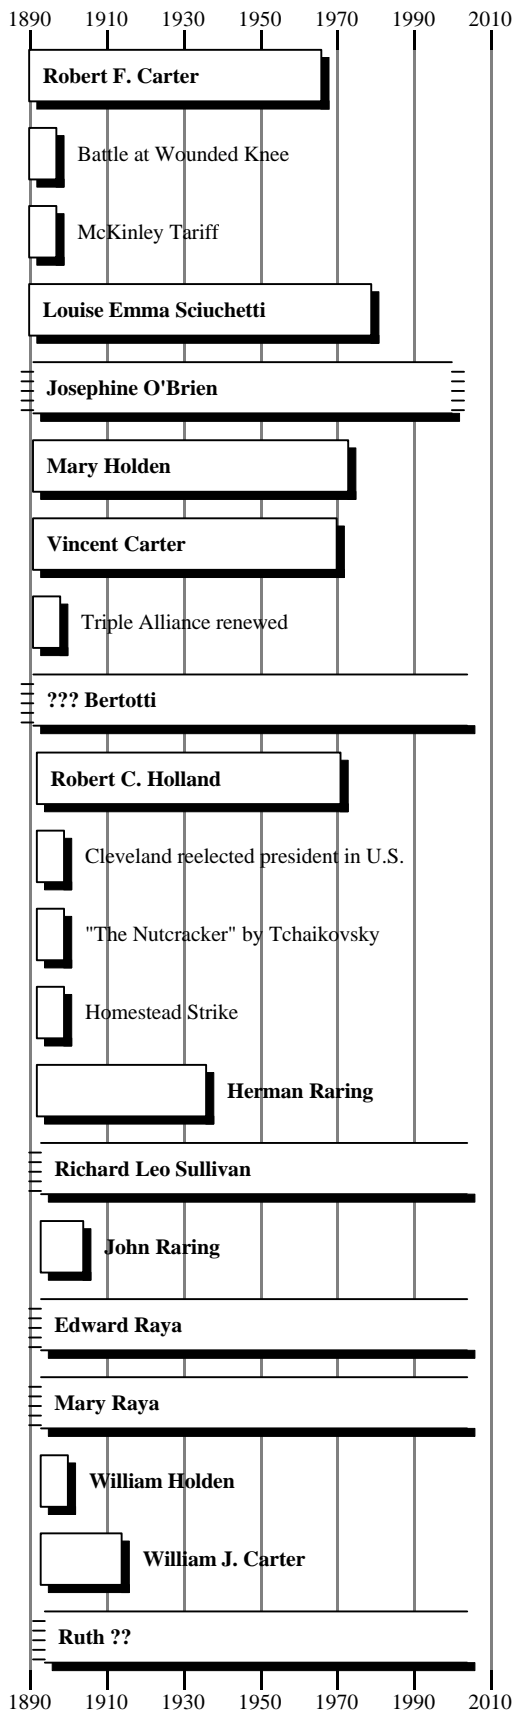 1890 1910 1930 1950 1970 1990 2010
Robert F. Carter
Battle at Wounded Knee
McKinley Tariff
Louise Emma Sciuchetti
Josephine O'Brien
Mary Holden
Vincent Carter
Triple Alliance renewed
??? Bertotti
Robert C. Holland
Cleveland reelected president in U.S.
"The Nutcracker" by Tchaikovsky
Homestead Strike
Herman Raring
Richard Leo Sullivan
John Raring
Edward Raya
Mary Raya
William Holden
William J. Carter
Ruth ??
1890 1910 1930 1950 1970 1990 2010